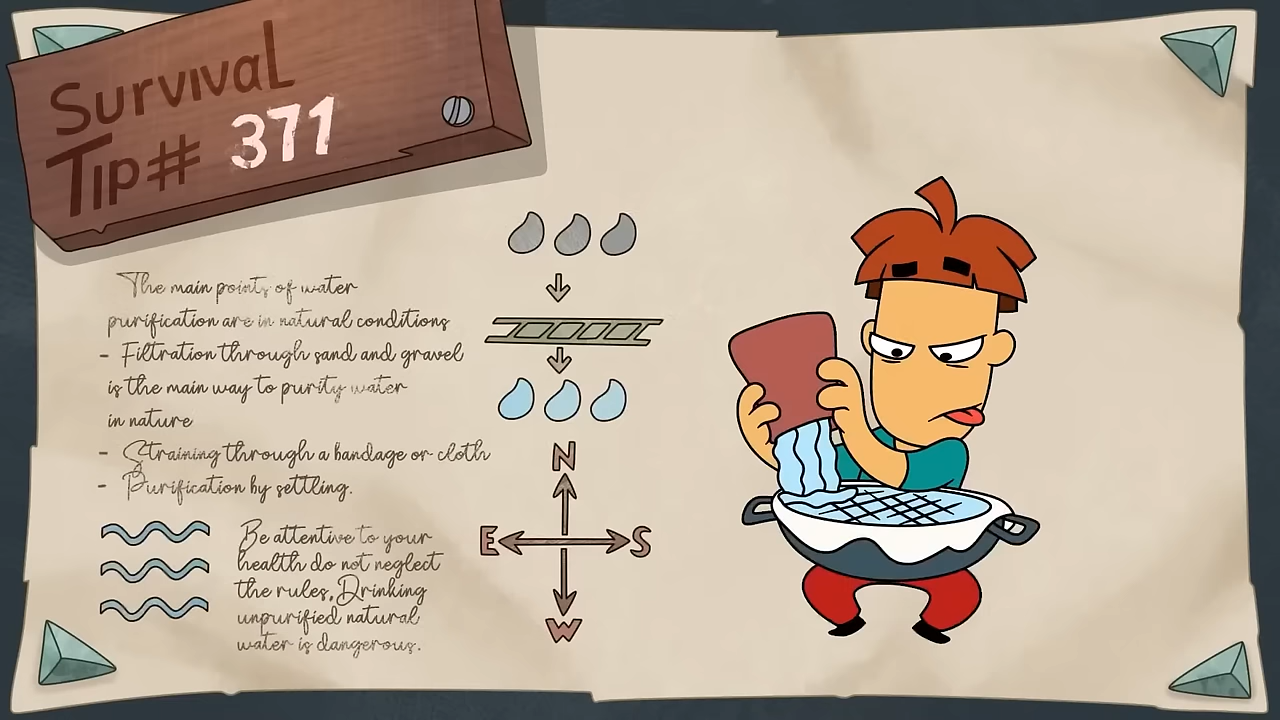 Survival
Tip# 371
The main points of water
purification are in natural conditions
- Filtration through sand and gravel
is the main way to purity water
in nature
- Straining through a bandage or cloth
- Purification by settling.
Be attentive to your
health do not neglect
the rules, Drinking
unpurified natural
water is dangerous.
N
E S
W